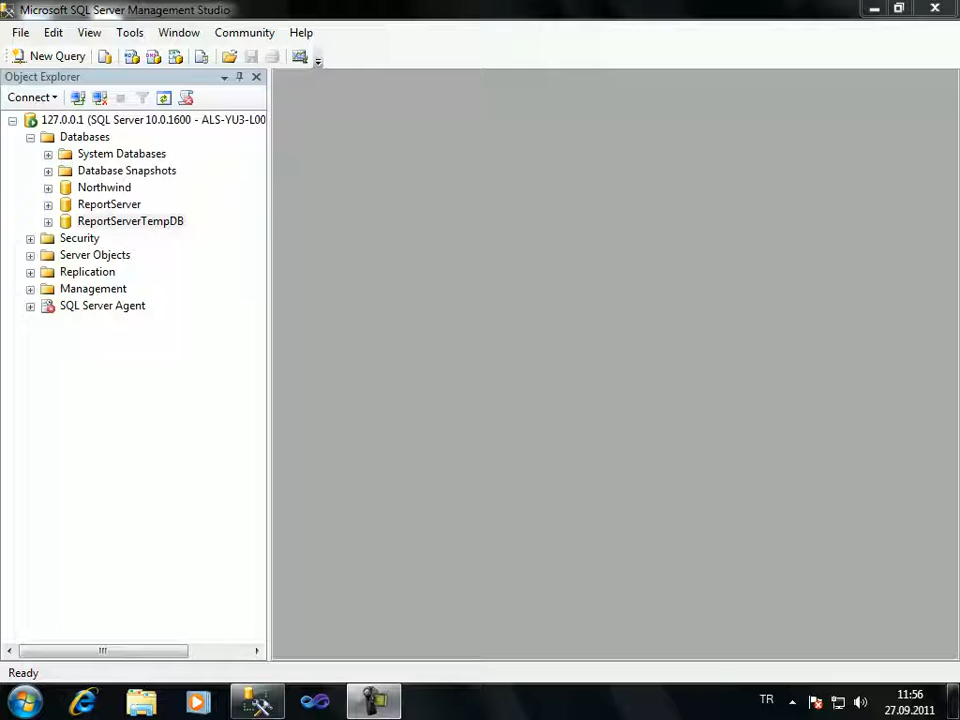 Microsoft SQL Server Management Studio
File Edit View Tools Window Community Help
New Query
Object Explorer
Connect
127.0.0.1 (SQL Server 10.0.1600 - ALS-YU3-L00
Databases
System Databases
Database Snapshots
Northwind
ReportServer
ReportServerTempDB
Security
Server Objects
Replication
Management
SQL Server Agent
Ready
TR
11:56
27.09.2011